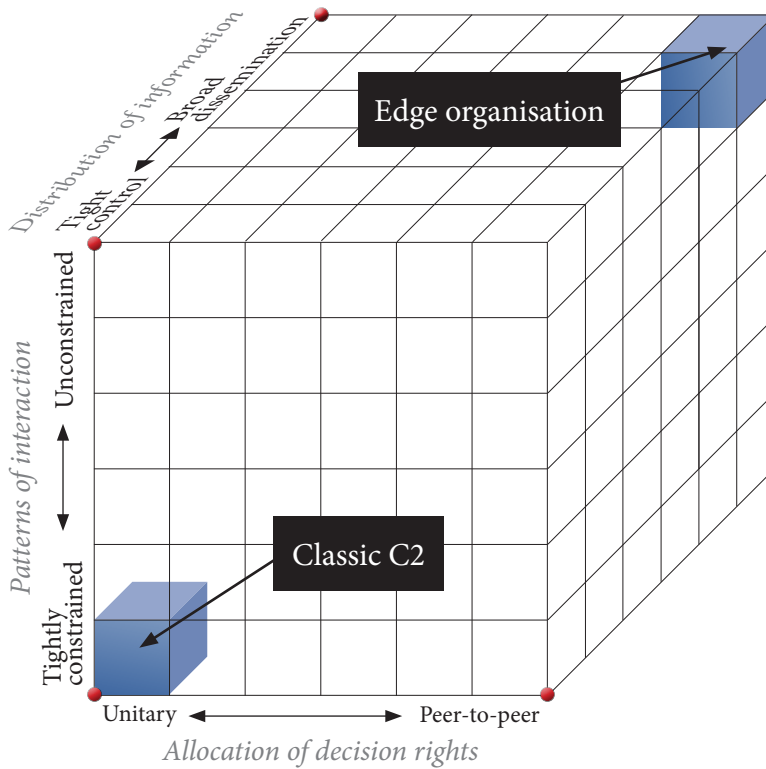 Distribution of information
Tight
control
Broad
dissemination
Edge organisation
Patterns of interaction
Unconstrained
Tightly
constrained
Classic C2
Unitary
Peer-to-peer
Allocation of decision rights